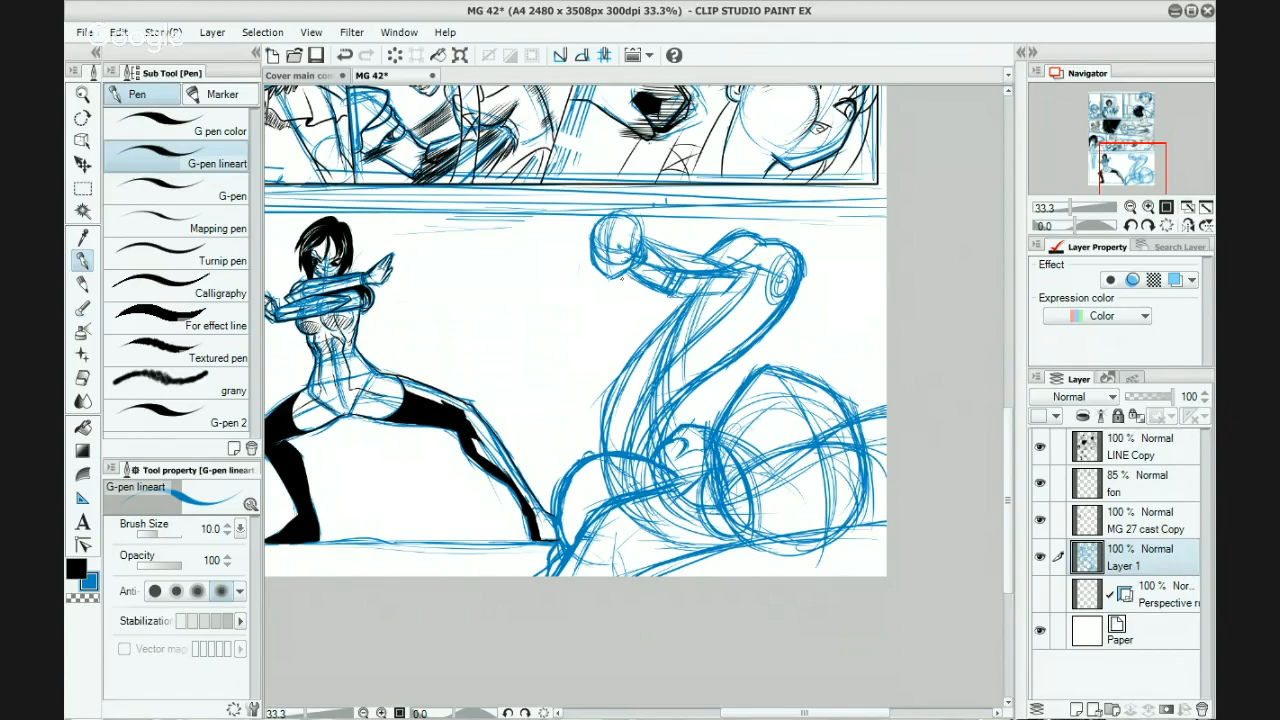 MG 42* (A4 2480 x 3508px 300dpi 33.3%) - CLIP STUDIO PAINT EX
File Edit Story(P) Layer Selection View Filter Window Help
Google
Sub Tool [Pen]
Cover main co
MG 42*
Navigator
Pen
Marker
G pen color
G-pen lineart
G-pen
Mapping pen
Turnip pen
Calligraphy
For effect line
Textured pen
grany
G-pen 2
33.3
0.0
Layer Property
Search Layer
Effect
Expression color
Color
Layer
Normal
100
100 % Normal
LINE Copy
85 % Normal
fon
100 % Normal
MG 27 cast Copy
100 % Normal
Layer 1
100 % Nor...
Perspective r
Paper
Tool property [G-pen lineart
G-pen lineart
Brush Size
10.0
Opacity
100
Anti-
Stabilization
Vector mag
33.3
0.0